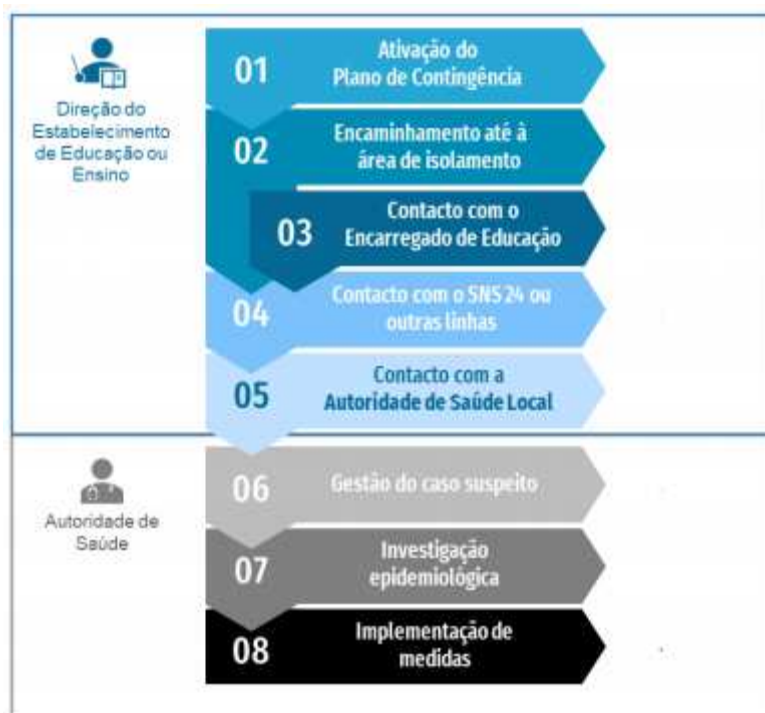 Direção do
Estabelecimento
de Educação ou
Ensino
01
Ativação do
Plano de Contingência
02
Encaminhamento até à
área de isolamento
03
Contacto com o
Encarregado de Educação
04
Contacto com o SNS 24 ou
outras linhas
05
Contacto com a
Autoridade de Saúde Local
Autoridade de
Saúde
06
Gestão do caso suspeito
07
Investigação
epidemiológica
08
Implementação de
medidas